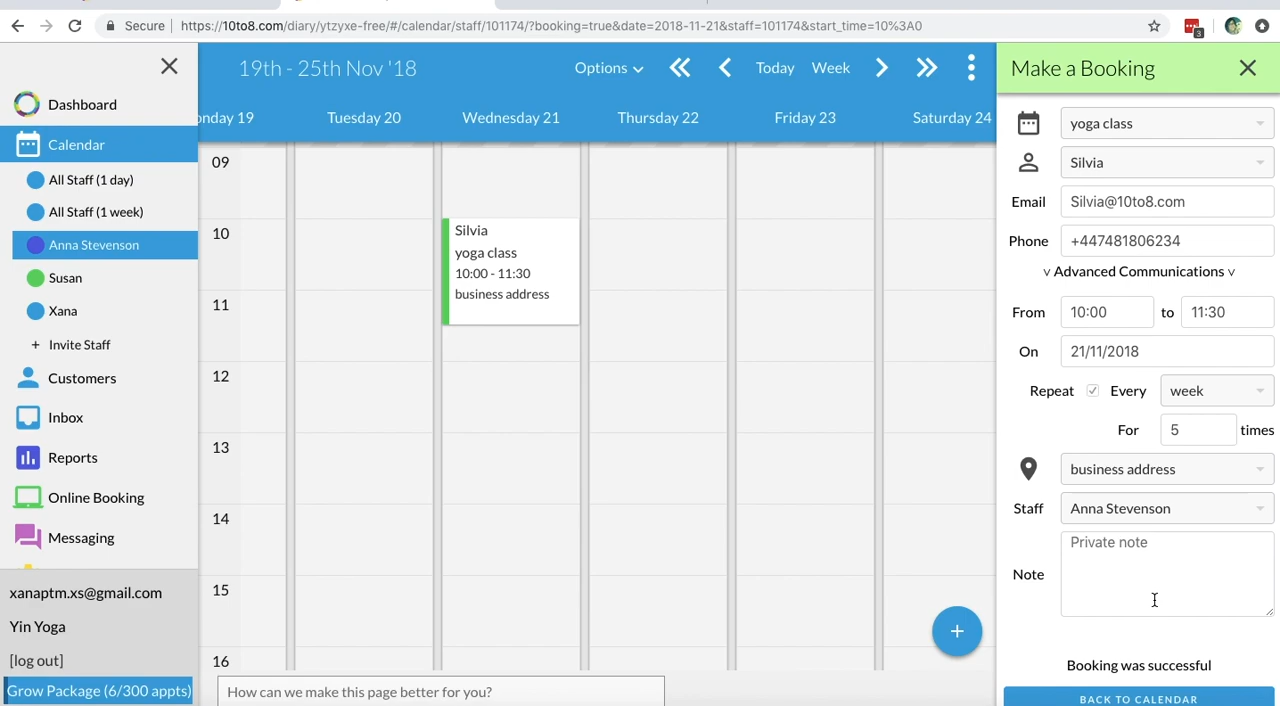 Secure
https://10to8.com/diary/ytzyxe-free/#/calendar/staff/101174/?booking=true&date=2018-11-21&staff=101174&start_time=10%3A0
3
Dashboard
Calendar
All Staff (1 day)
All Staff (1 week)
Anna Stevenson
Susan
Xana
+ Invite Staff
Customers
Inbox
Reports
Online Booking
Messaging
xanaptm.xs@gmail.com
Yin Yoga
[log out]
Grow Package (6/300 appts)
19th - 25th Nov '18
Options
Today
Week
onday 19
Tuesday 20
Wednesday 21
Thursday 22
Friday 23
Saturday 24
09
10
11
12
13
14
15
16
Silvia
yoga class
10:00 - 11:30
business address
+
How can we make this page better for you?
Make a Booking
yoga class
Silvia
Email Silvia@10to8.com
Phone +447481806234
v Advanced Communications v
From 10:00 to 11:30
On 21/11/2018
Repeat Every week
For 5 times
business address
Staff Anna Stevenson
Note Private note
Booking was successful
BACK TO CALENDAR